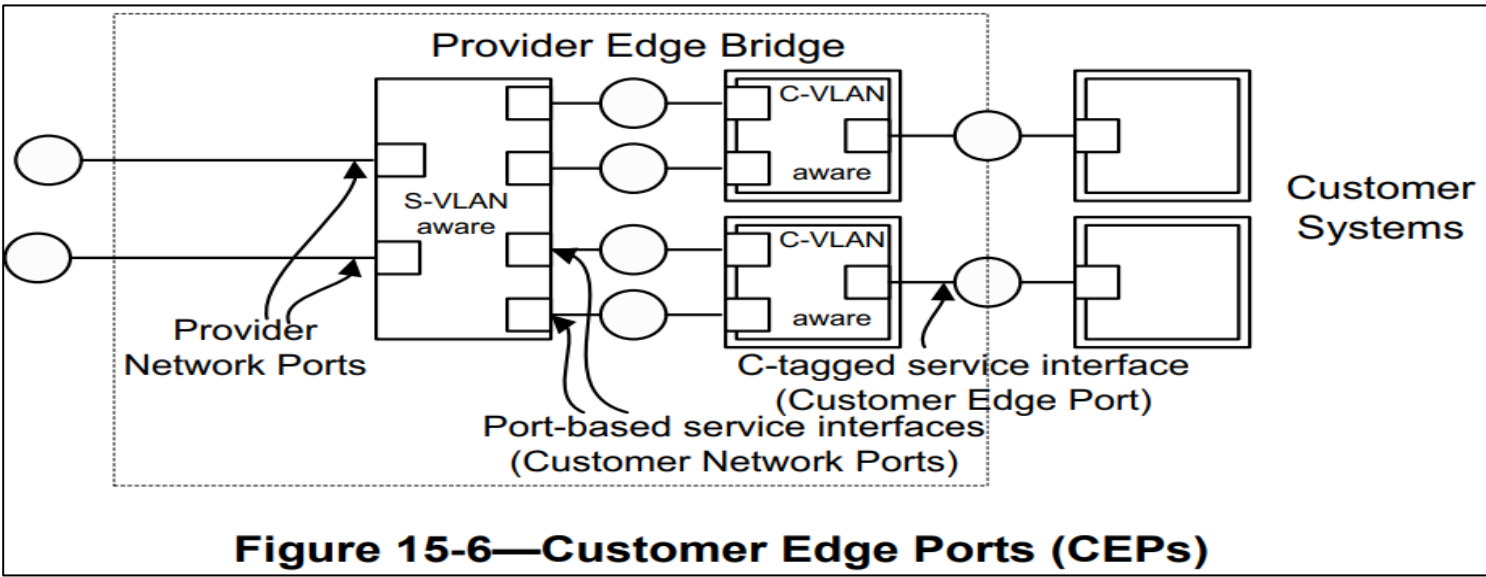 Provider Edge Bridge
C-VLAN
aware
S-VLAN
aware
Customer
Systems
C-VLAN
aware
Provider
Network Ports
C-tagged service interface
(Customer Edge Port)
Port-based service interfaces
(Customer Network Ports)
Figure 15-6—Customer Edge Ports (CEPs)